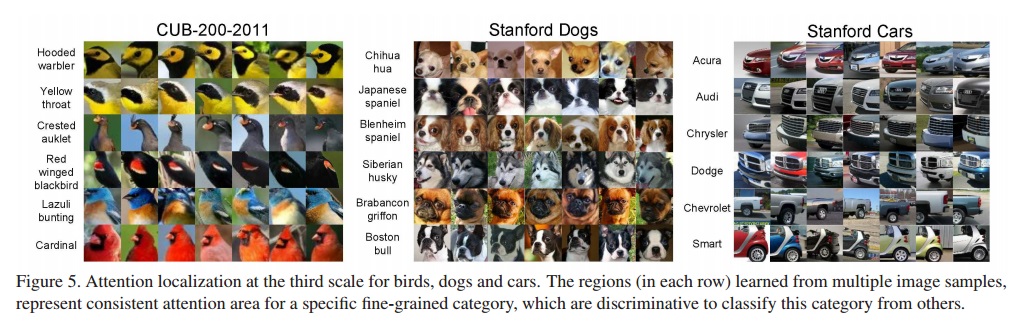 CUB-200-2011
Hooded
warbler
Yellow
throat
Crested
auklet
Red
winged
blackbird
Lazuli
bunting
Cardinal
Stanford Dogs
Chihua
hua
Japanese
spaniel
Blenheim
spaniel
Siberian
husky
Brabancon
griffon
Boston
bull
Stanford Cars
Acura
Audi
Chrysler
Dodge
Chevrolet
Smart
Figure 5. Attention localization at the third scale for birds, dogs and cars. The regions (in each row) learned from multiple image samples,
represent consistent attention area for a specific fine-grained category, which are discriminative to classify this category from others.